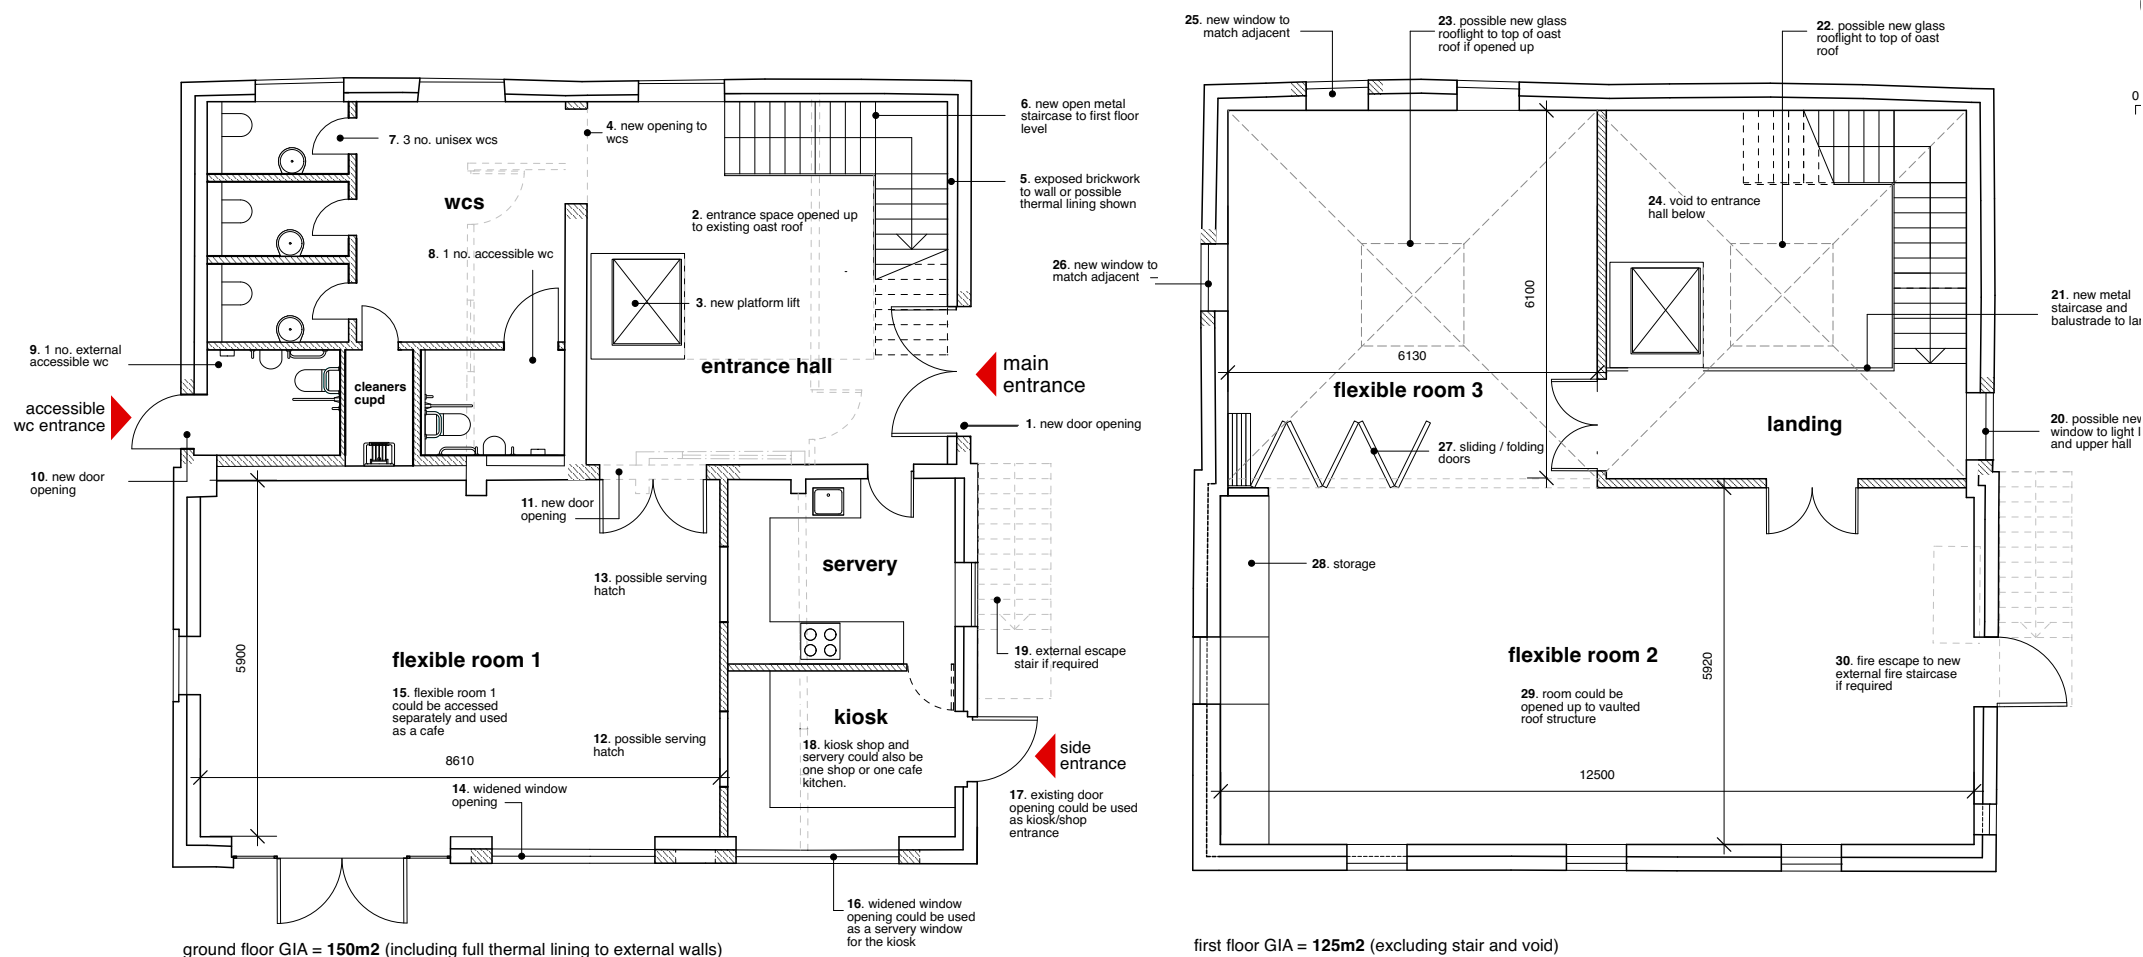 25. new window to
match adjacent
23. possible new glass
rooflight to top of oast
roof if opened up
22. possible new glass
rooflight to top of oast
roof
0
6. new open metal
staircase to first floor
level
4. new opening to
wcs
7. 3 no. unisex wcs
5. exposed brickwork
to wall or possible
thermal lining shown
wcs
2. entrance space opened up
to existing oast roof
24. void to entrance
hall below
8. 1 no. accessible wc
26. new window to
match adjacent
3. new platform lift
6100
21. new metal
staircase and
balustrade to
9. 1 no. external
accessible wc
6130
entrance hall
main
entrance
flexible room 3
cleaners
cupd
accessible
wc entrance
1. new door opening
landing
20. possible new
window to light
and upper hall
27. sliding / folding
doors
10. new door
opening
11. new door
opening
servery
28. storage
13. possible serving
hatch
5900
flexible room 1
15. flexible room 1
could be accessed
separately and used
as a cafe
19. external escape
stair if required
flexible room 2
5920
30. fire escape to new
external fire staircase
if required
29. room could be
opened up to vaulted
roof structure
kiosk
12. possible serving
hatch
18. kiosk shop and
servery could also be
one shop or one cafe
kitchen.
side
entrance
8610
12500
14. widened window
opening
17. existing door
opening could be used
as kiosk/shop
entrance
16. widened window
opening could be used
as a servery window
for the kiosk
ground floor GIA = 150m2 (including full thermal lining to external walls)
first floor GIA = 125m2 (excluding stair and void)